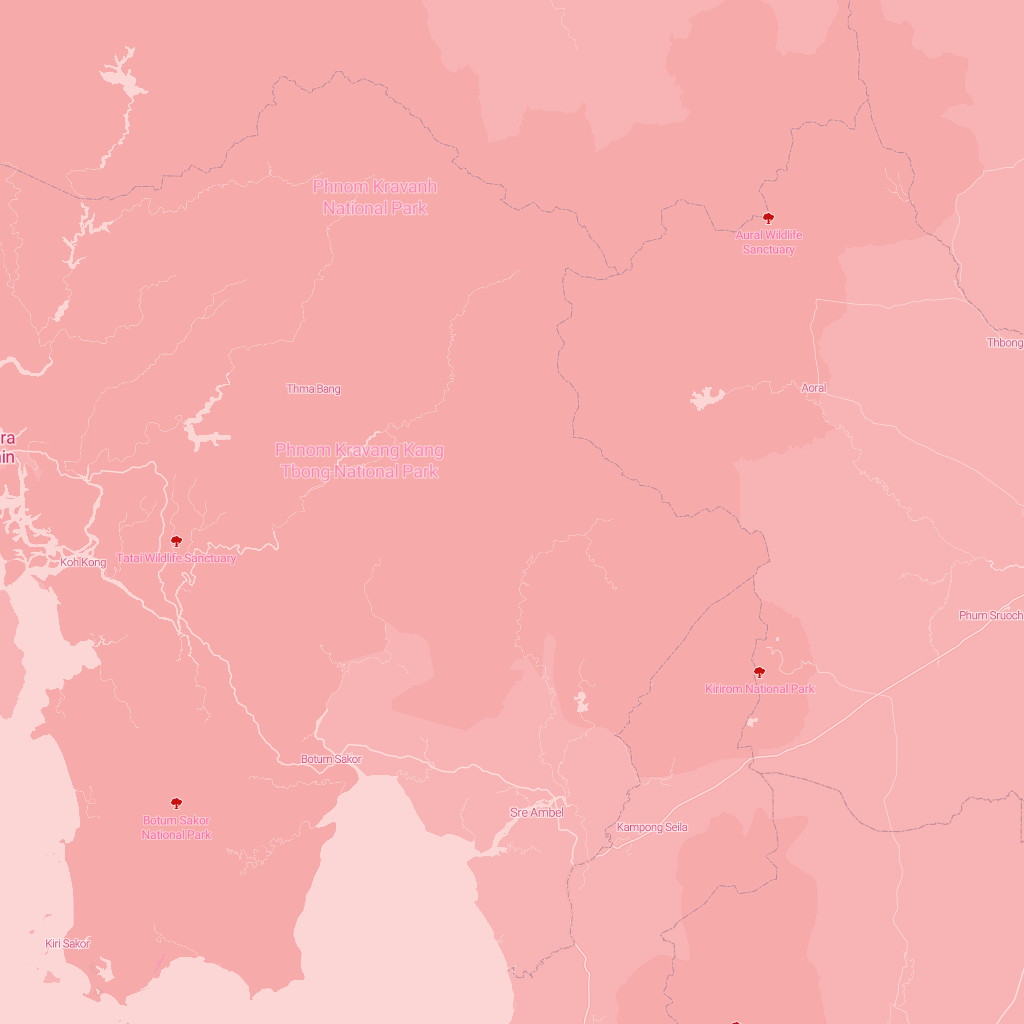 Phnom Kravanh
National Park
Aural Wildlife
Sanctuary
Thbong
Thma Bang
Aoral
ra
in
Phnom Kravang Kang
Tbong National Park
Koh Kong
Tatai Wildlife Sanctuary
Phum Sruoch
Kirirom National Park
Botum Sakor
Botum Sakor
National Park
Sre Ambel
Kampong Seila
Kiri Sakor